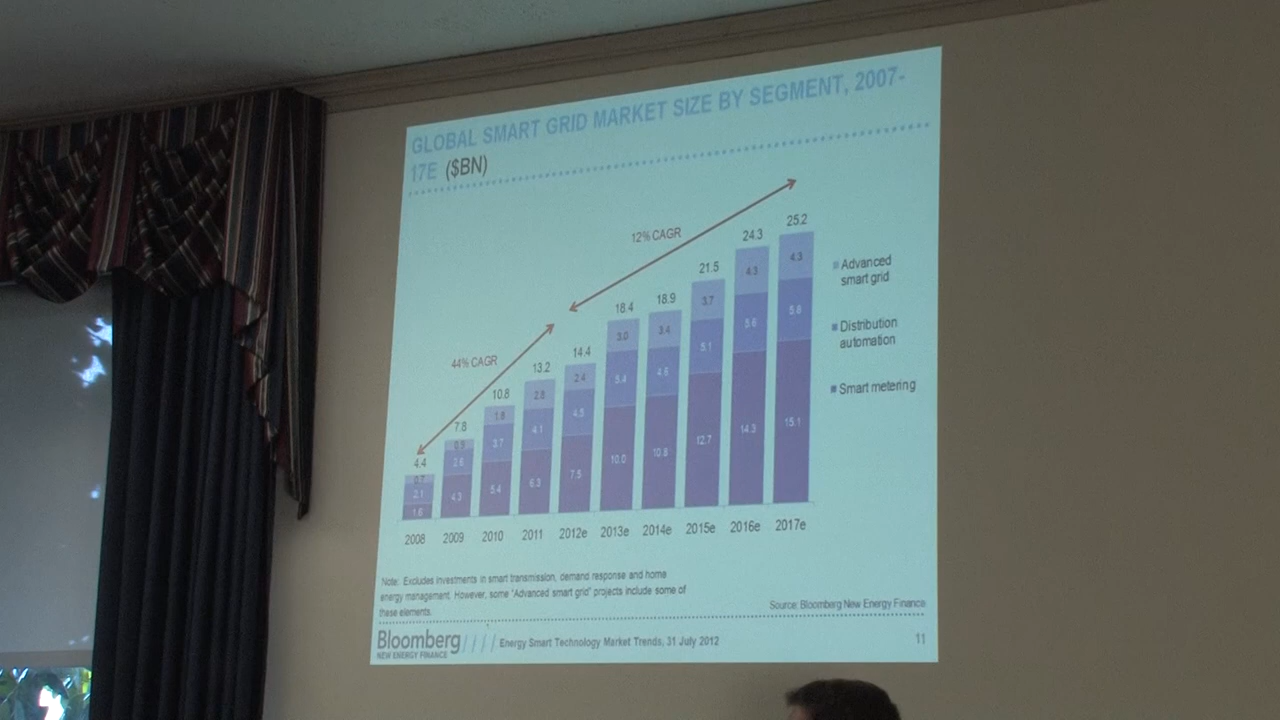 GLOBAL SMART GRID MARKET SIZE BY SEGMENT, 2007-
17E ($BN)
12% CAGR
44% CAGR
4.4
7.8
10.8
13.2
14.4
18.4
18.9
21.5
24.3
25.2
0.7
0.9
1.8
2.8
2.4
3.0
3.4
3.7
4.3
4.3
2.1
2.6
3.7
4.1
4.5
5.4
4.6
5.1
5.6
5.8
1.6
4.3
5.4
6.3
7.5
10.0
10.8
12.7
14.3
15.1
2008 2009 2010 2011 2012e 2013e 2014e 2015e 2016e 2017e
Advanced
smart grid
Distribution
automation
Smart metering
Note: Excludes investments in smart transmission, demand response and home
energy management. However, some "Advanced smart grid" projects include some of
these elements.
Source: Bloomberg New Energy Finance
Bloomberg
NEW ENERGY FINANCE
//// Energy Smart Technology Market Trends, 31 July 2012
11